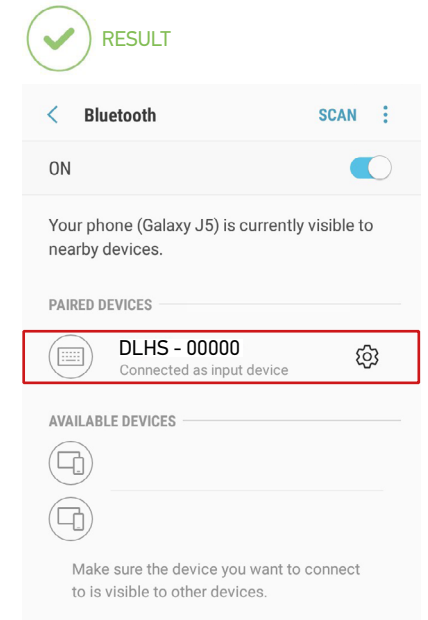 RESULT
Bluetooth SCAN
ON
Your phone (Galaxy J5) is currently visible to
nearby devices.
PAIRED DEVICES
DLHS - 00000
Connected as input device
AVAILABLE DEVICES
Make sure the device you want to connect
to is visible to other devices.